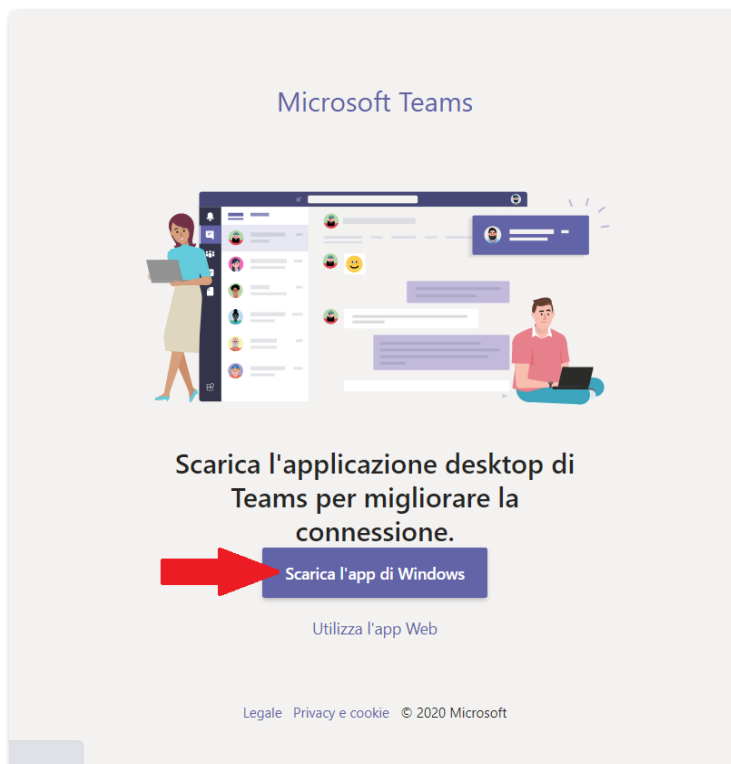 Microsoft Teams
Scarica l'applicazione desktop di
Teams per migliorare la
connessione.
Scarica l'app di Windows
Utilizza l'app Web
Legale Privacy e cookie © 2020 Microsoft